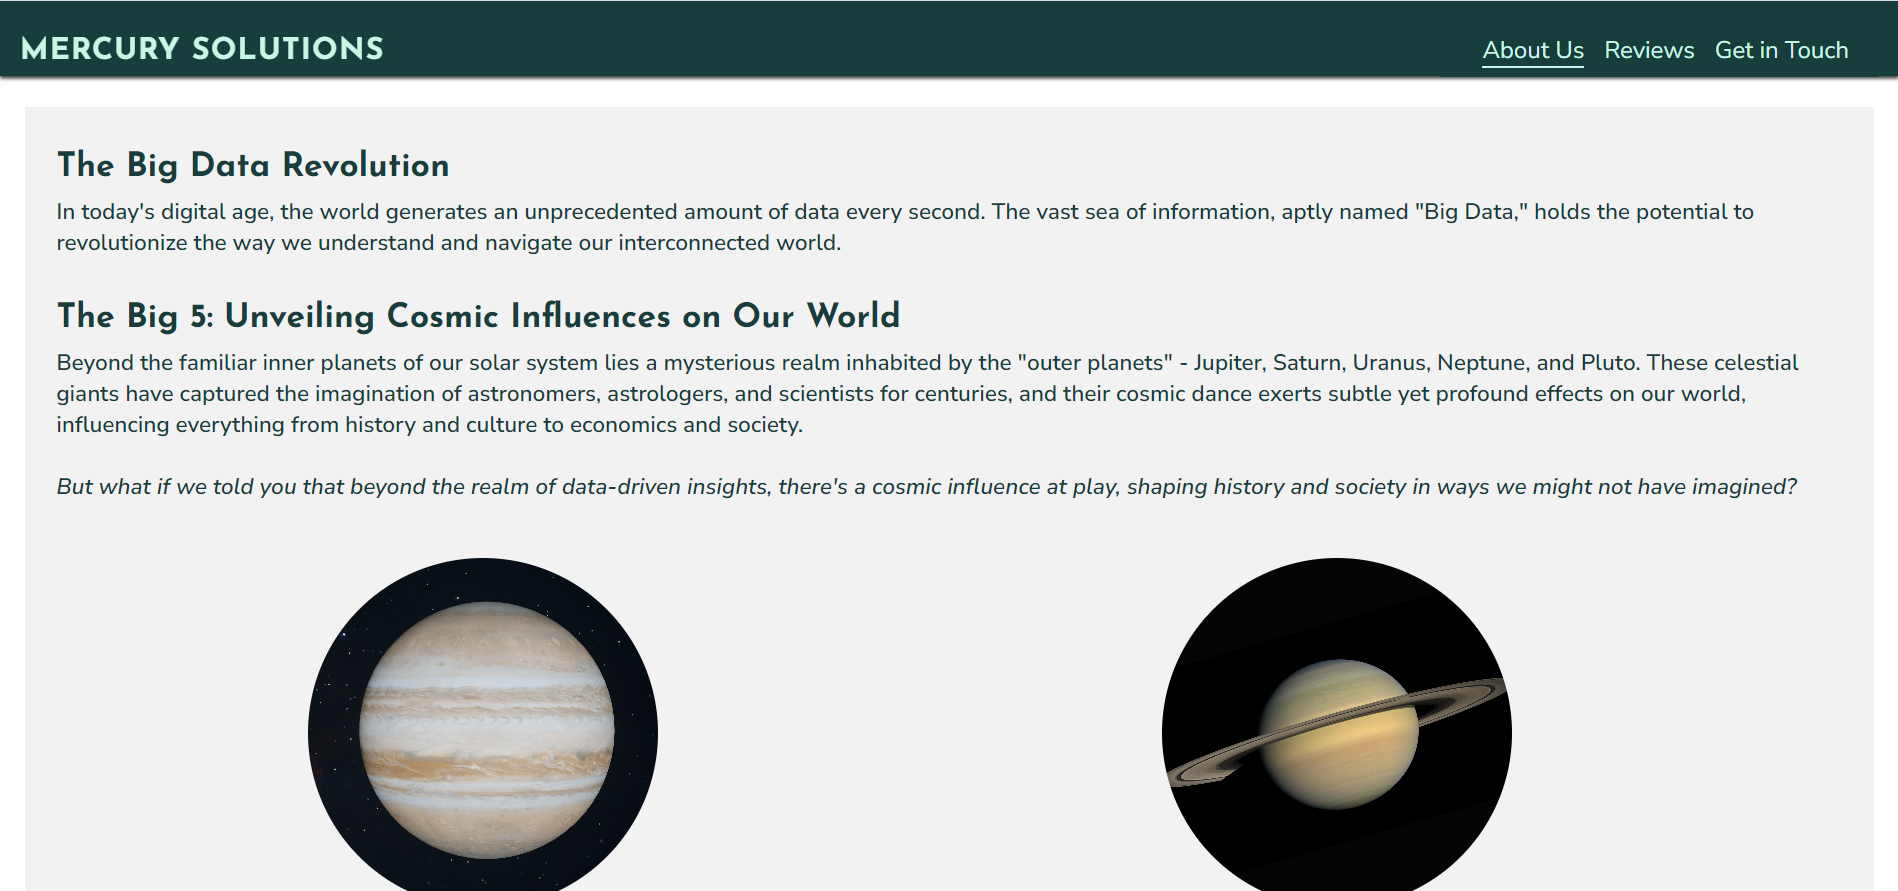 MERCURY SOLUTIONS
About Us Reviews Get in Touch
The Big Data Revolution
In today's digital age, the world generates an unprecedented amount of data every second. The vast sea of information, aptly named "Big Data," holds the potential to
revolutionize the way we understand and navigate our interconnected world.
The Big 5: Unveiling Cosmic Influences on Our World
Beyond the familiar inner planets of our solar system lies a mysterious realm inhabited by the "outer planets" - Jupiter, Saturn, Uranus, Neptune, and Pluto. These celestial
giants have captured the imagination of astronomers, astrologers, and scientists for centuries, and their cosmic dance exerts subtle yet profound effects on our world,
influencing everything from history and culture to economics and society.
But what if we told you that beyond the realm of data-driven insights, there's a cosmic influence at play, shaping history and society in ways we might not have imagined?